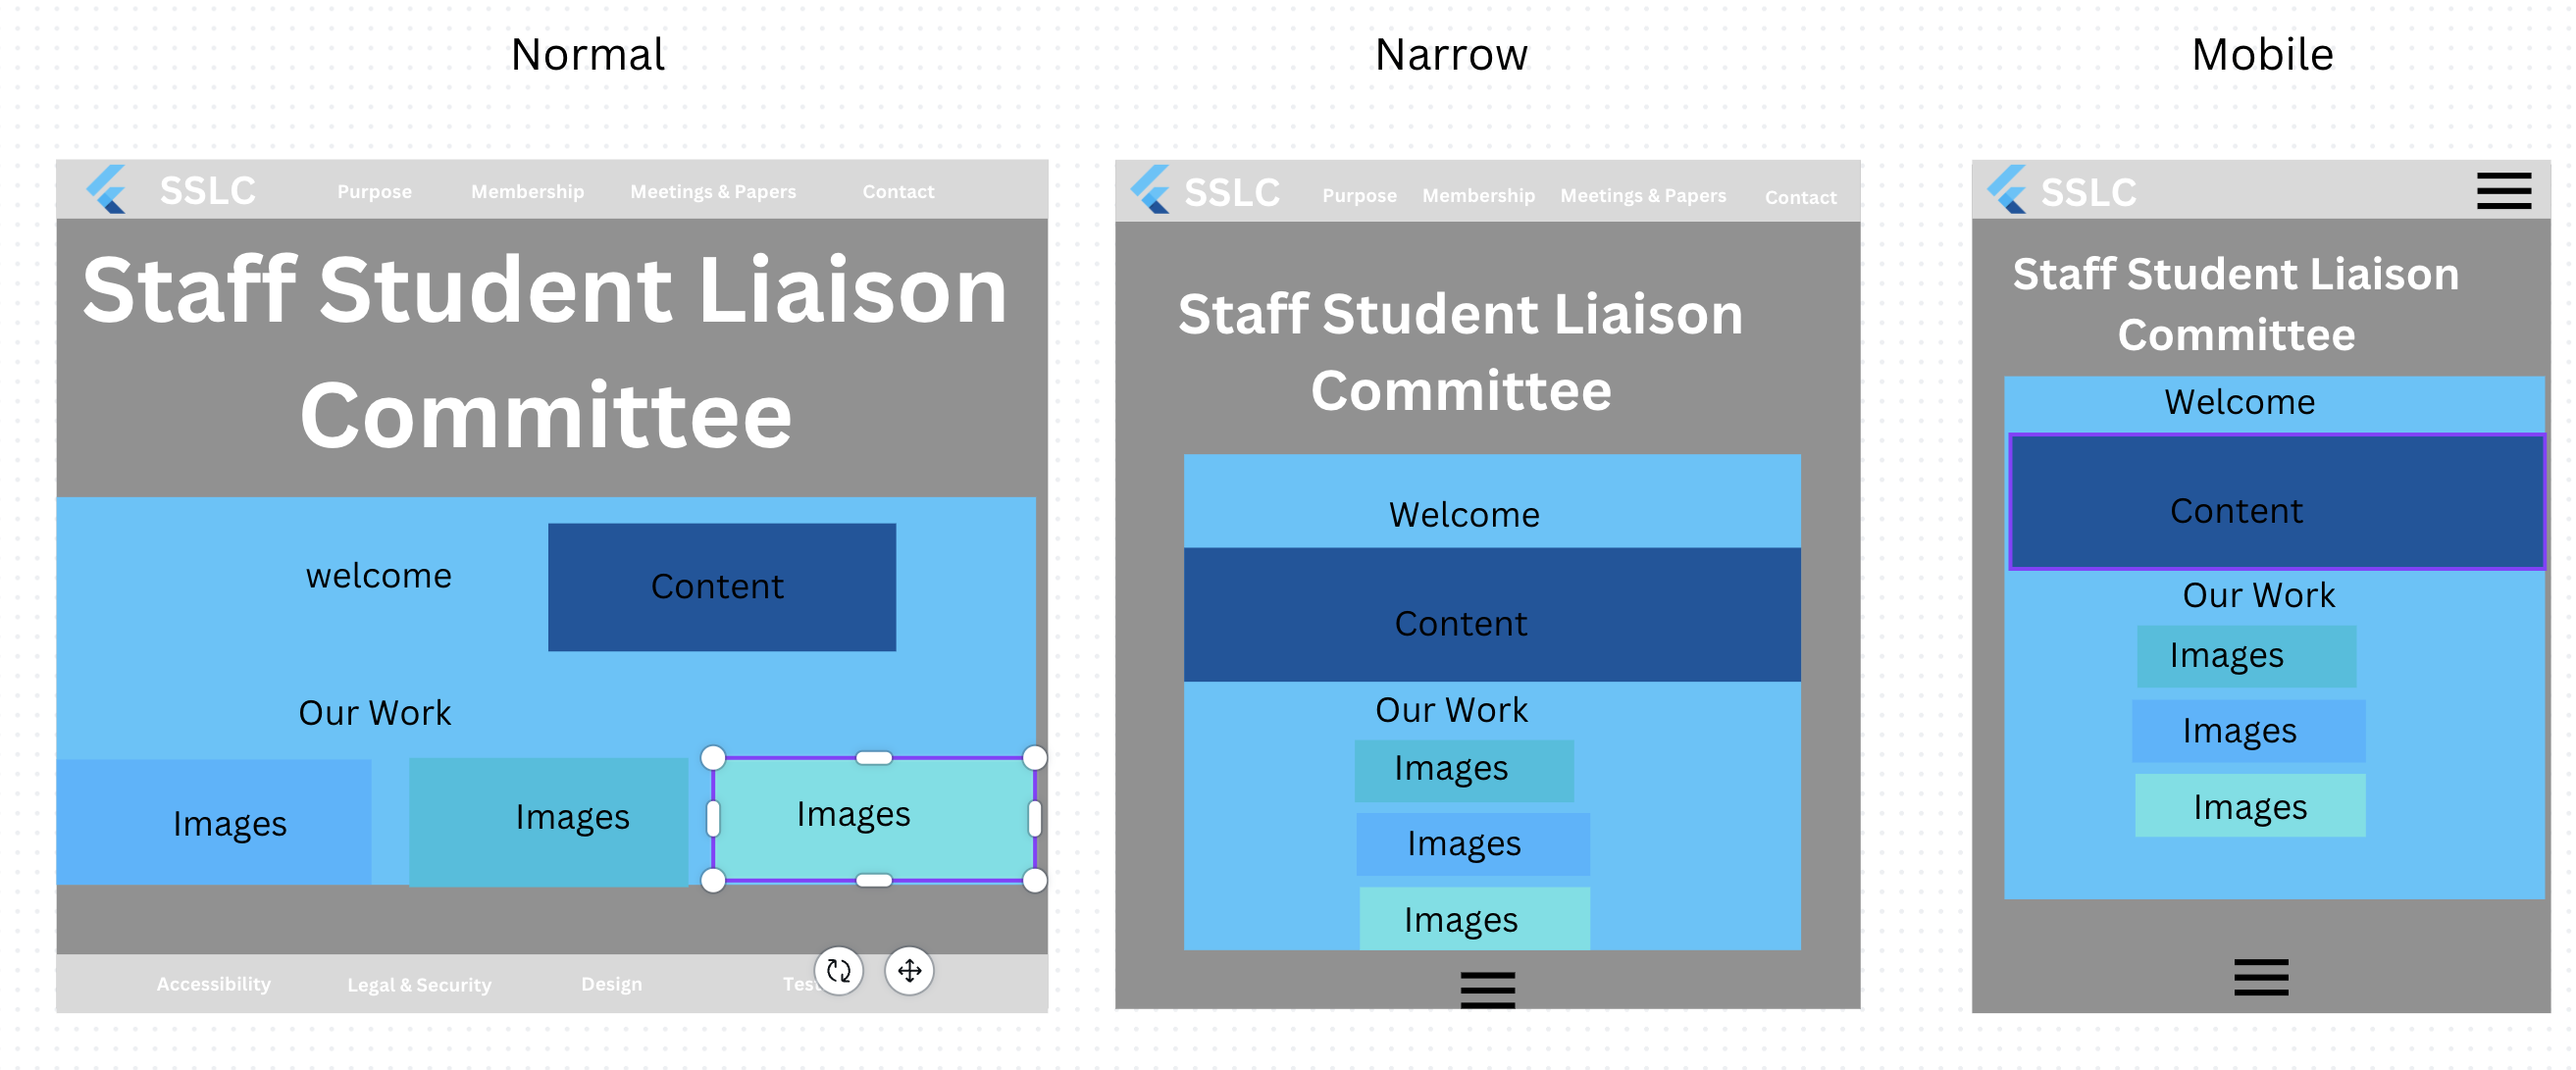 Normal
SSLC
Purpose Membership Meetings & Papers Contact
Staff Student Liaison
Committee
welcome
Content
Our Work
Images Images Images
Accessibility Legal & Security Design
Narrow
SSLC
Purpose Membership Meetings & Papers Contact
Staff Student Liaison
Committee
Welcome
Content
Our Work
Images
Images
Images
Mobile
SSLC
Staff Student Liaison
Committee
Welcome
Content
Our Work
Images
Images
Images